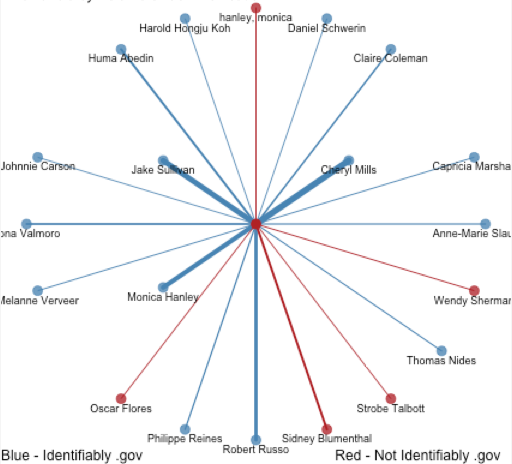 hanley, monica
Harold Hongju Koh
Daniel Schwerin
Huma Abedin
Claire Coleman
Johnnie Carson
Jake Sullivan
Cheryl Mills
Capricia Marsha
ona Valmoro
Anne-Marie Slau
Melanne Verveer
Monica Hanley
Wendy Sherman
Thomas Nides
Oscar Flores
Strobe Talbott
Philippe Reines
Robert Russo
Sidney Blumenthal
Blue - Identifiably .gov
Red - Not Identifiably .gov